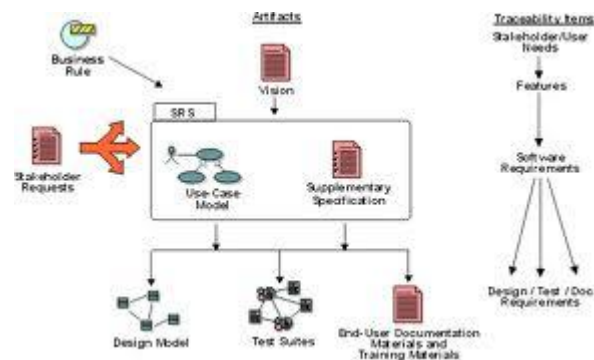 Artifacts
Traceability Items
Business
Rule
Vision
Stakeholder/User
Needs
Features
SRS
Stakeholder
Requests
Use-Case
Model
Supplementary
Specification
Software
Requirements
Design Model
Test Suites
End-User Documentation
Materials and
Training Materials
Design / Test / Doc
Requirements